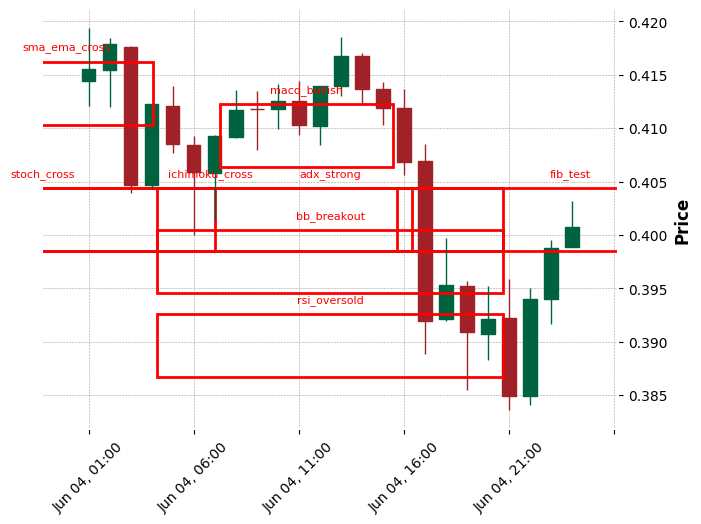 0.420
sma_ema_cross
0.415
macd_bullish
0.410
stoch_cross
ichimoku_cross
adx_strong
fib_test
0.405
bb_breakout
0.400
Price
0.395
rsi_oversold
0.390
0.385
Jun 04, 01:00
Jun 04, 06:00
Jun 04, 11:00
Jun 04, 16:00
Jun 04, 21:00